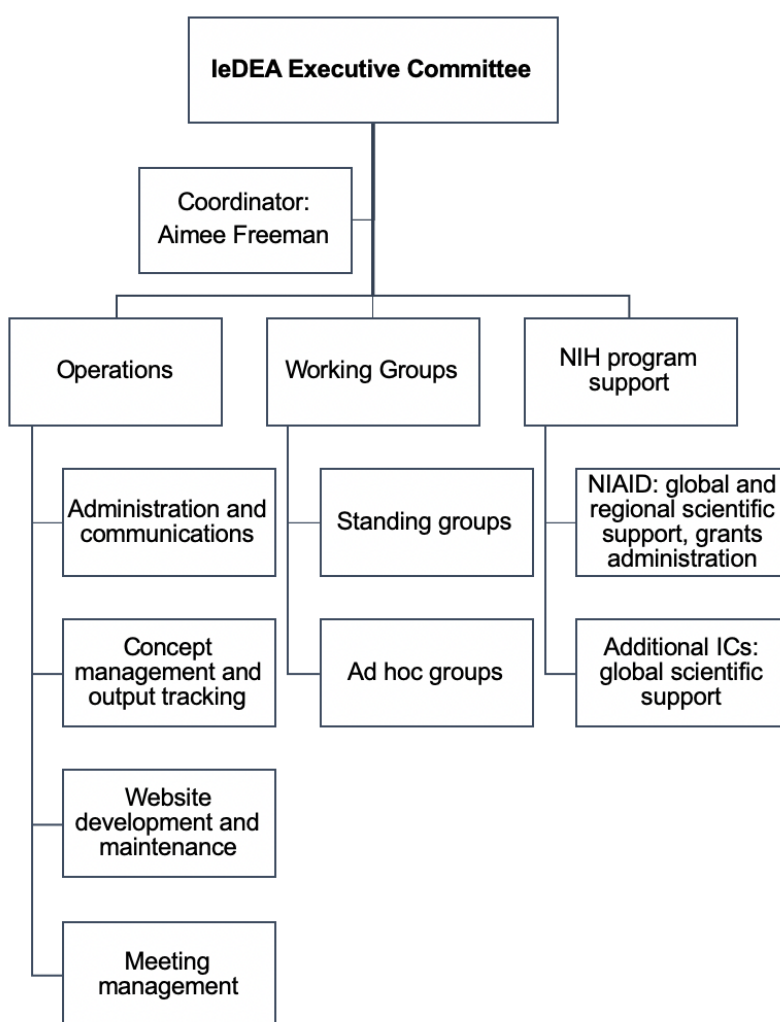 IeDEA Executive Committee
Coordinator:
Aimee Freeman
Operations
Working Groups
NIH program
support
Administration and
communications
Standing groups
NIAID: global and
regional scientific
support, grants
administration
Concept
management and
output tracking
Ad hoc groups
Additional ICs:
global scientific
support
Website
development and
maintenance
Meeting
management